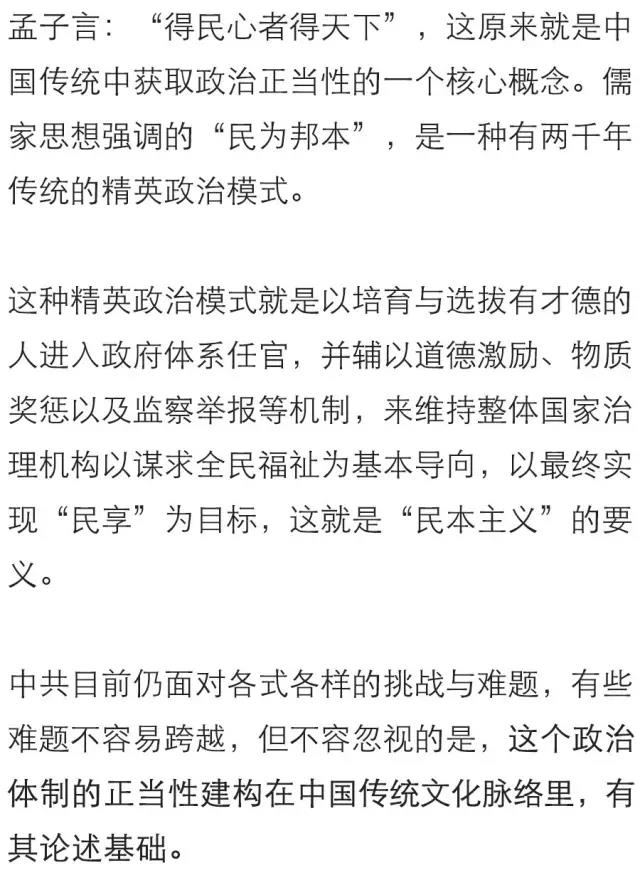 孟子言：“得民心者得天下”，这原来就是中
国传统中获取政治正当性的一个核心概念。儒
家思想强调的“民为邦本”，是一种有两千年
传统的精英政治模式。
这种精英政治模式就是以培育与选拔有才德的
人进入政府体系任官，并辅以道德激励、物质
奖惩以及监察举报等机制，来维持整体国家治
理机构以谋求全民福祉为基本导向，以最终实
现“民享”为目标，这就是“民本主义”的要
义。
中共目前仍面对各式各样的挑战与难题，有些
难题不容易跨越，但不容忽视的是，这个政治
体制的正当性建构在中国传统文化脉络里，有
其论述基础。